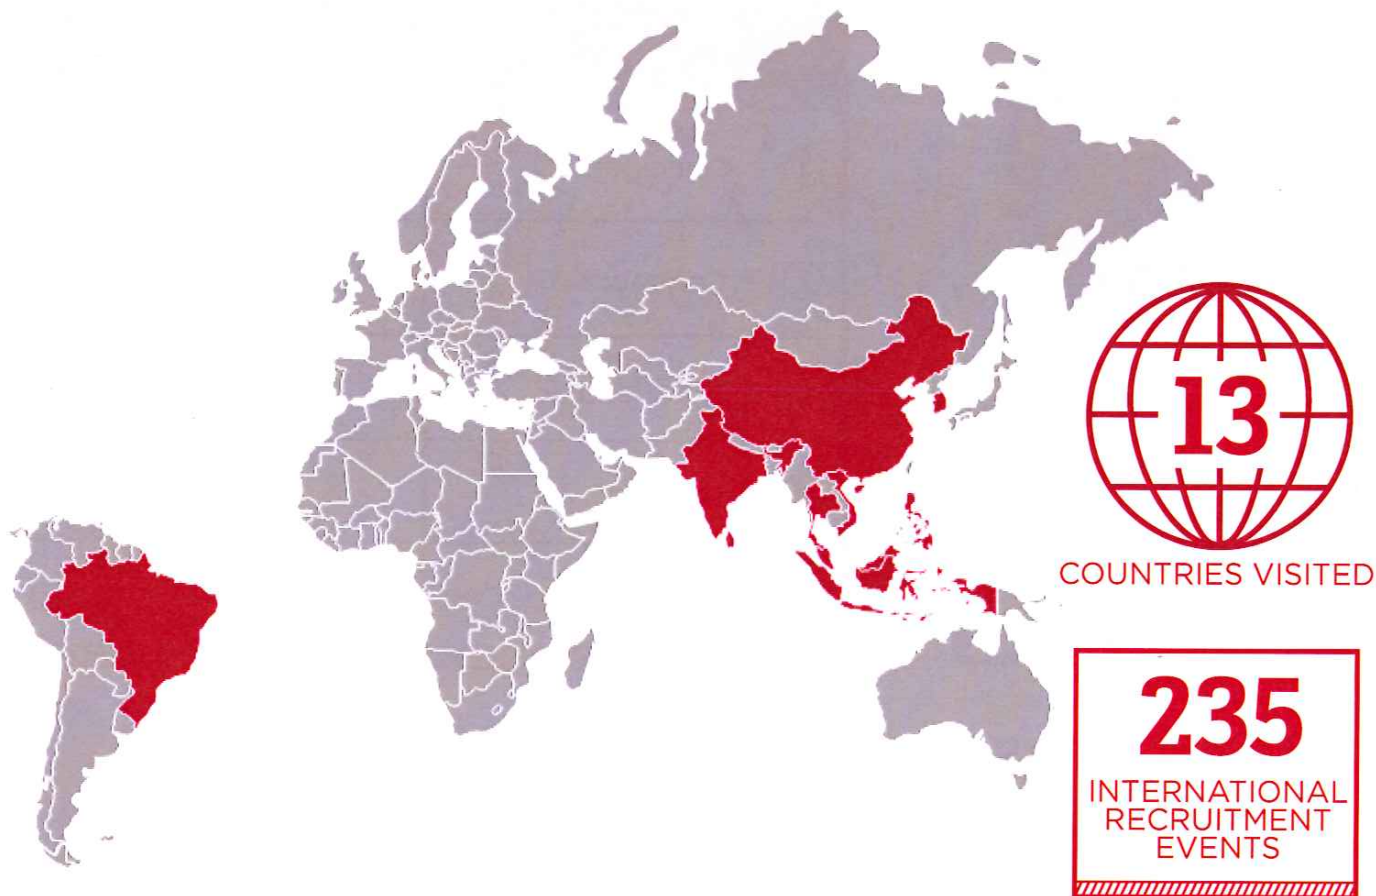 13
COUNTRIES VISITED
235
INTERNATIONAL
RECRUITMENT
EVENTS